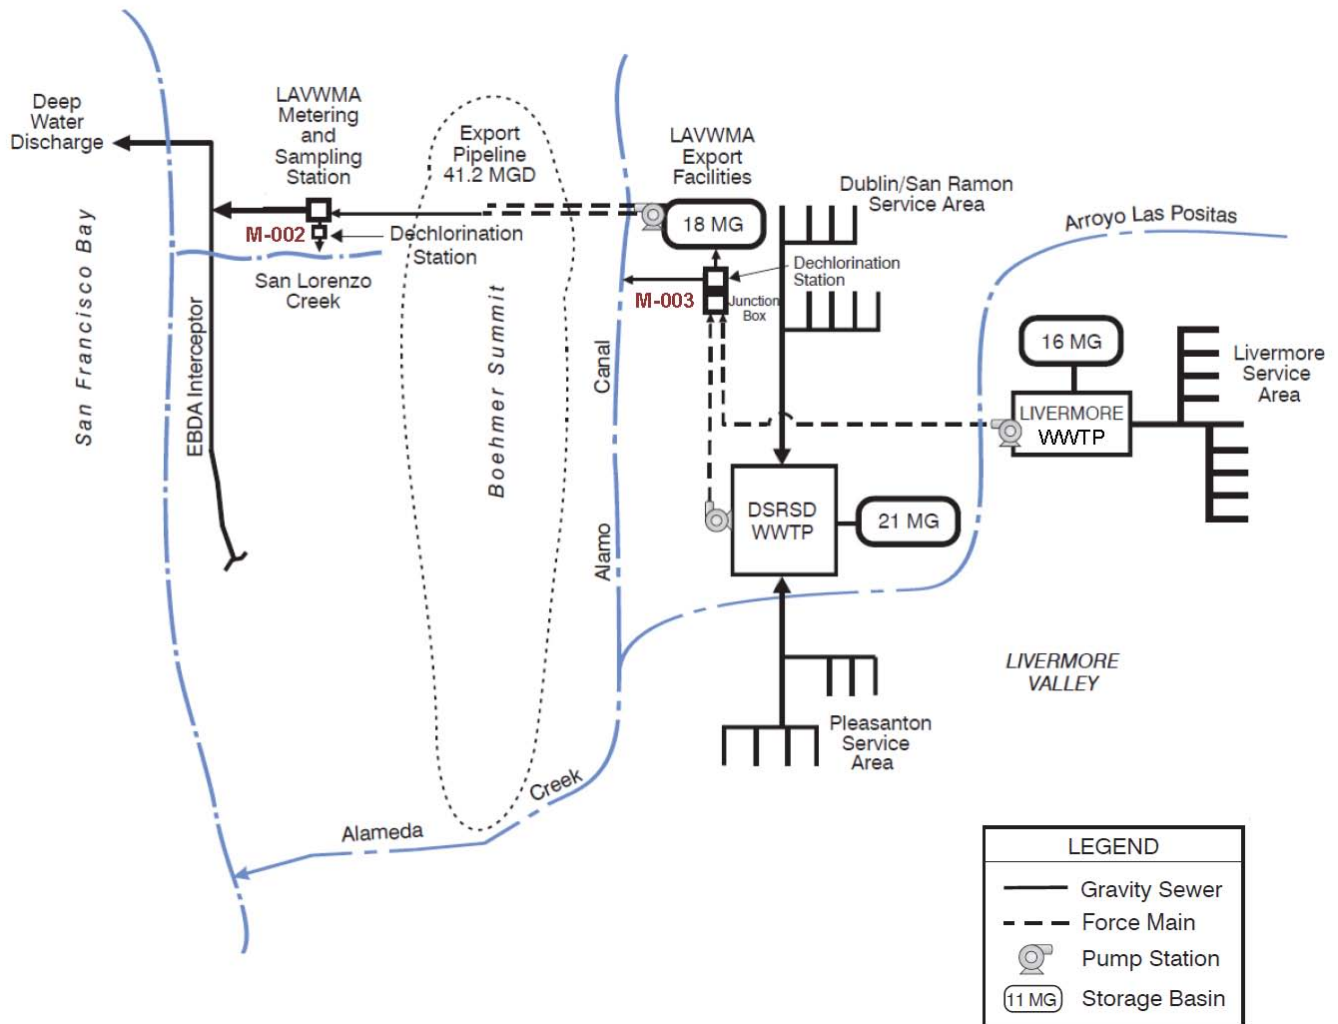 Deep
Water
Discharge
LAVWMA
Metering
and
Sampling
Station
Export
Pipeline
41.2 MGD
LAVWMA
Export
Facilities
18 MG
Dublin/San Ramon
Service Area
Arroyo Las Positas
M-002
Dechlorination
Station
San Lorenzo
Creek
Dechlorination
Station
M-003
Junction
Box
San Francisco Bay
EBDA Interceptor
Boehmer Summit
Alamo Canal
16 MG
LIVERMORE
WWTP
Livermore
Service
Area
DSRSD
WWTP
21 MG
LIVERMORE
VALLEY
Pleasanton
Service
Area
Alameda Creek
LEGEND
Gravity Sewer
Force Main
Pump Station
11 MG Storage Basin